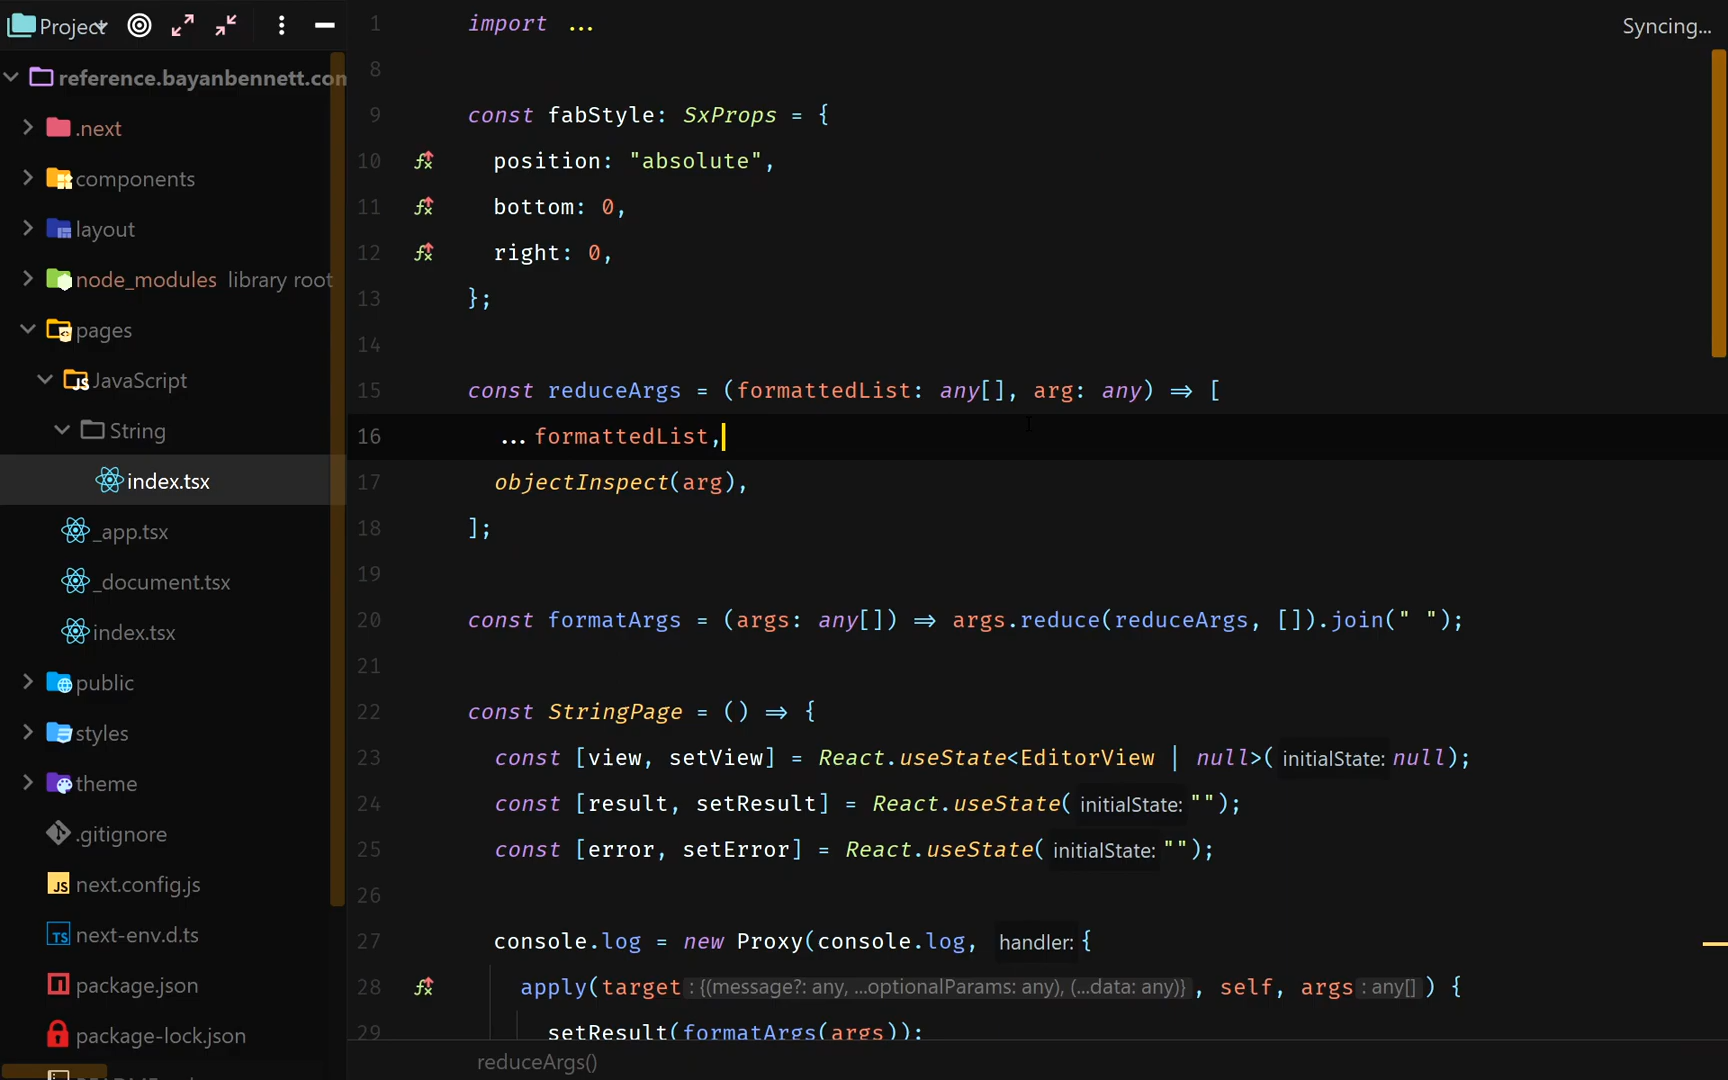 Project
Syncing...
reference.bayanbennett.com
.next
components
layout
node_modules library root
pages
JavaScript
String
index.tsx
_app.tsx
_document.tsx
index.tsx
public
styles
theme
.gitignore
next.config.js
next-env.d.ts
package.json
package-lock.json
1 import ...
8
9 const fabStyle: SxProps = {
10 position: "absolute",
11 bottom: 0,
12 right: 0,
13 };
14
15 const reduceArgs = (formattedList: any[], arg: any) ⇒ [
16 ...formattedList,
17 objectInspect(arg),
18 ];
19
20 const formatArgs = (args: any[]) ⇒ args.reduce(reduceArgs, []).join(" ");
21
22 const StringPage = () ⇒ {
23 const [view, setView] = React.useState<EditorView | null>( initialState: null);
24 const [result, setResult] = React.useState( initialState: "");
25 const [error, setError] = React.useState( initialState: "");
26
27 console.log = new Proxy(console.log, handler: {
28 apply(target : {(message?: any, ...optionalParams: any), (...data: any)} , self, args : any[] ) {
29 setResult(formatArgs(args));
reduceArgs()